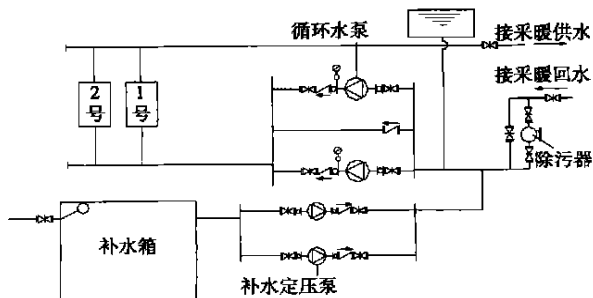 循环水泵
接采暖供水
接采暖回水
2号
1号
除污器
补水箱
补水定压泵